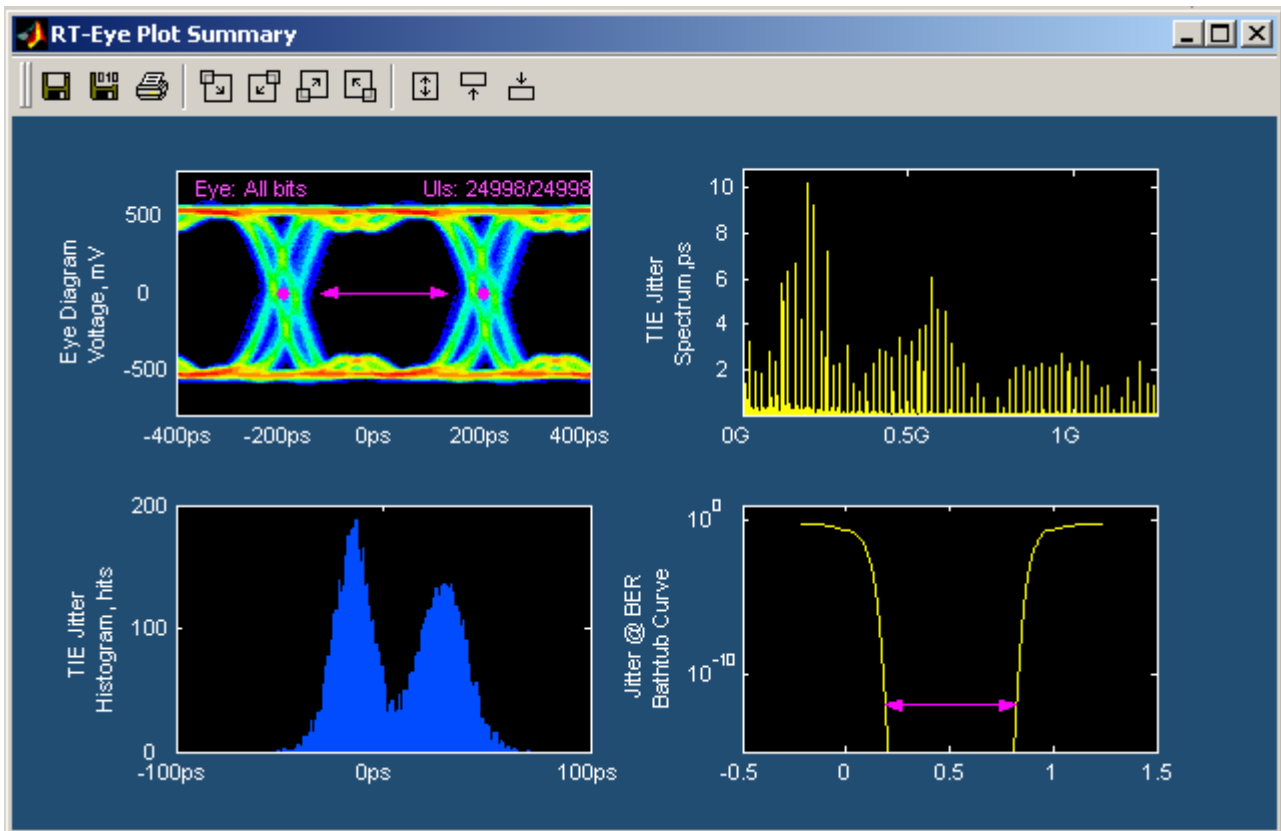 RT-Eye Plot Summary
010
Eye: All bits
UIs: 24998/24998
Eye Diagram
Voltage, mV
500
0
-500
-400ps
-200ps
0ps
200ps
400ps
TIE Jitter
Spectrum,ps
10
8
6
4
2
0G
0.5G
1G
TIE Jitter
Histogram, hits
200
100
0
-100ps
0ps
100ps
Jitter @ BER
Bathtub Curve
10^0
10^-10
-0.5
0
0.5
1
1.5